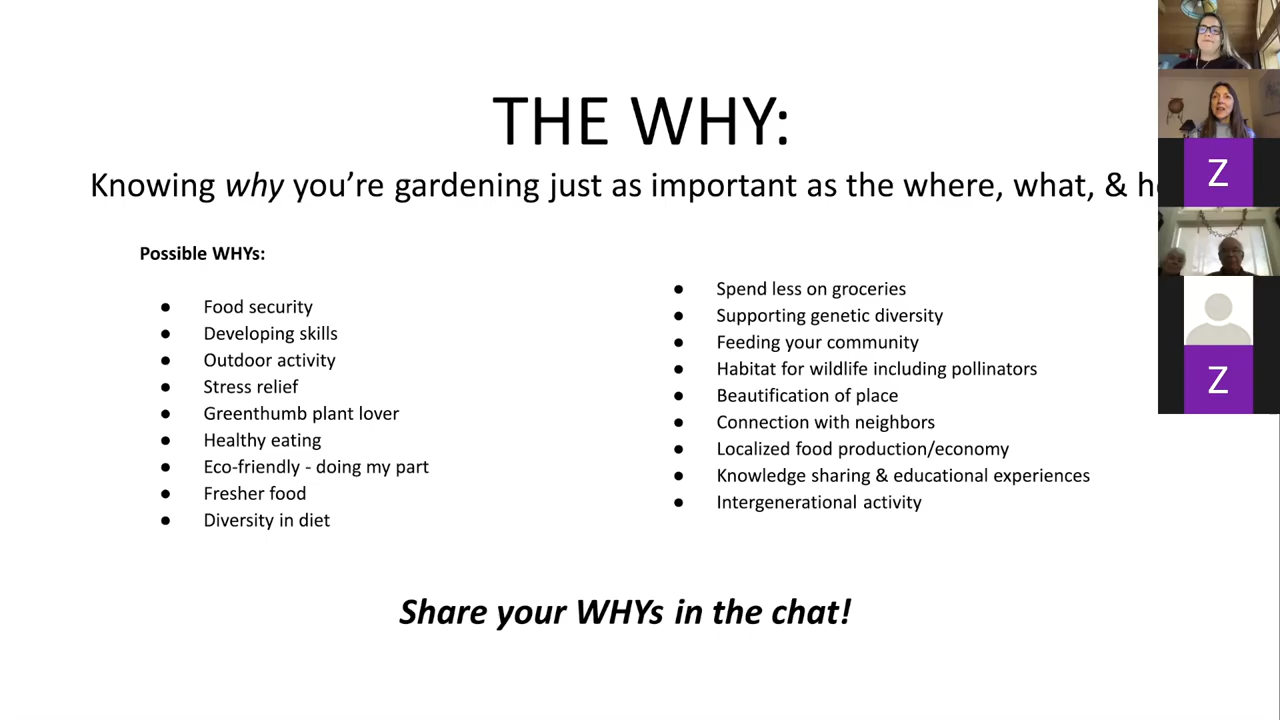 THE WHY:
Knowing why you’re gardening just as important as the where, what, &
Possible WHYs:
● Food security
● Developing skills
● Outdoor activity
● Stress relief
● Greenthumb plant lover
● Healthy eating
● Eco-friendly - doing my part
● Fresher food
● Diversity in diet
● Spend less on groceries
● Supporting genetic diversity
● Feeding your community
● Habitat for wildlife including pollinators
● Beautification of place
● Connection with neighbors
● Localized food production/economy
● Knowledge sharing & educational experiences
● Intergenerational activity
Share your WHYs in the chat!
Z
Z